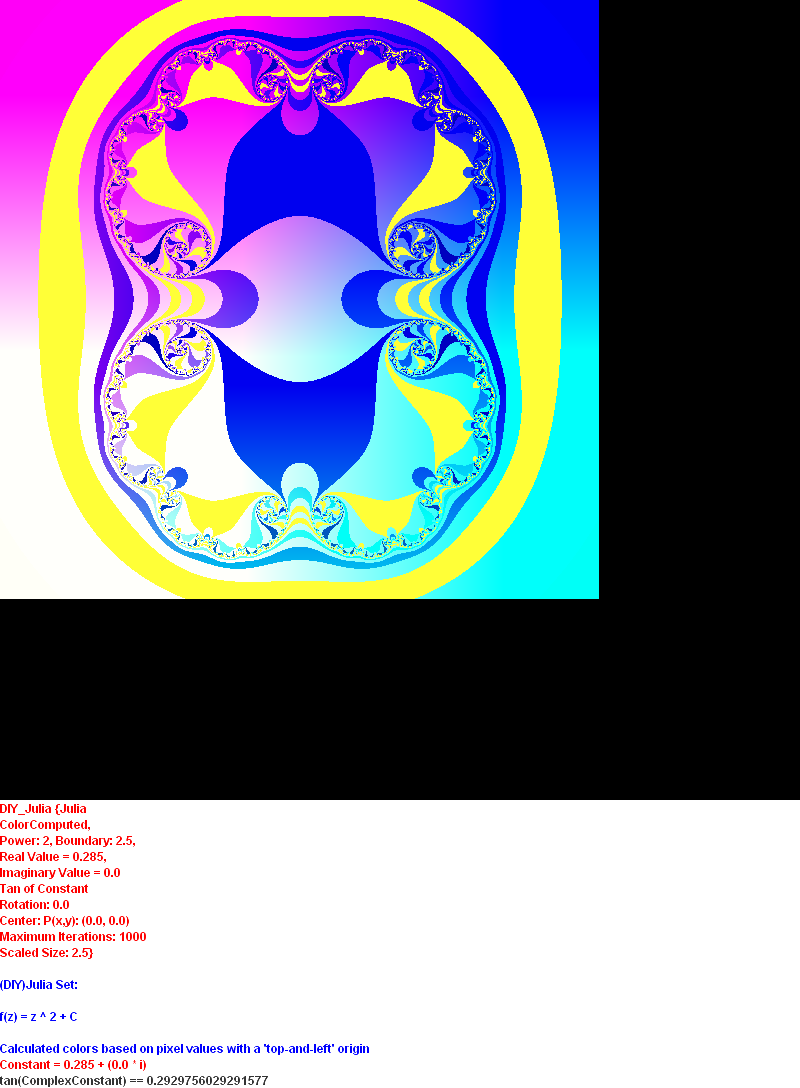 DIY_Julia {Julia
ColorComputed,
Power: 2, Boundary: 2.5,
Real Value = 0.285,
Imaginary Value = 0.0
Tan of Constant
Rotation: 0.0
Center: P(x,y): (0.0, 0.0)
Maximum Iterations: 1000
Scaled Size: 2.5}
(DIY)Julia Set:
f(z) = z ^ 2 + C
Calculated colors based on pixel values with a 'top-and-left' origin
Constant = 0.285 + (0.0 * i)
tan(ComplexConstant) == 0.2929756029291577